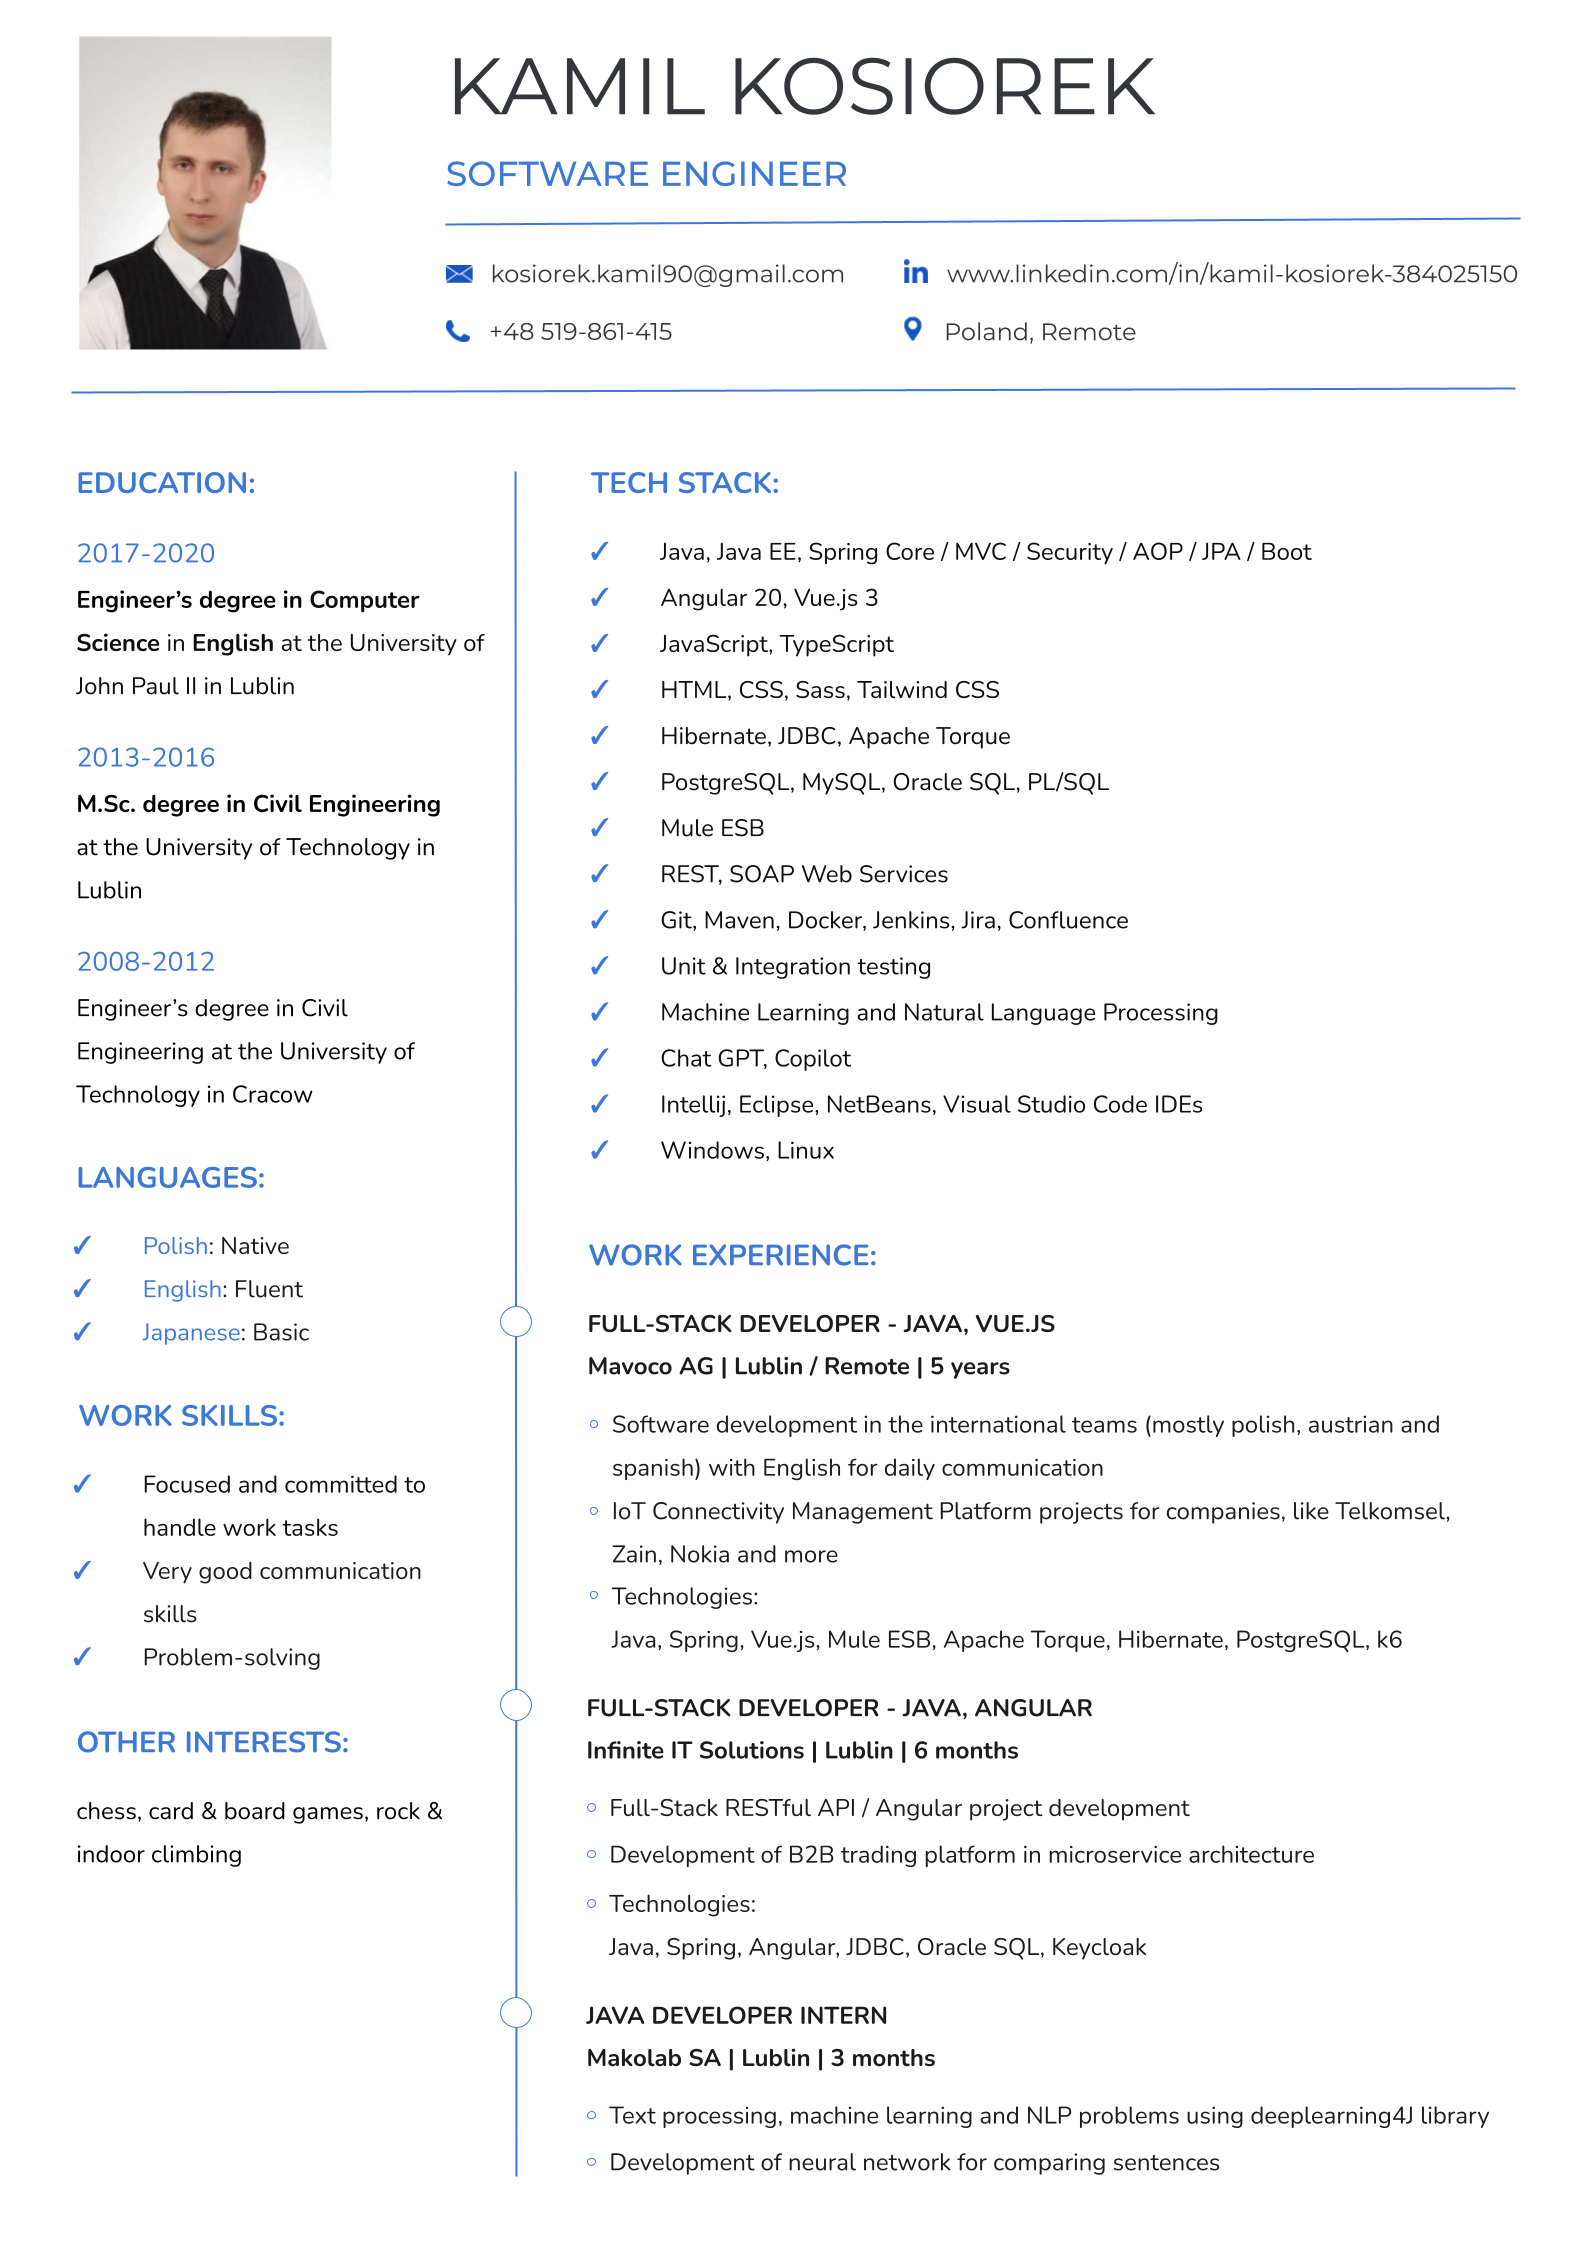 KAMIL KOSIOREK
SOFTWARE ENGINEER
kosiorek.kamil90@gmail.com
www.linkedin.com/in/kamil-kosiorek-384025150
+48 519-861-415
Poland, Remote
EDUCATION:
2017-2020
Engineer’s degree in Computer
Science in English at the University of
John Paul II in Lublin
2013-2016
M.Sc. degree in Civil Engineering
at the University of Technology in
Lublin
2008-2012
Engineer’s degree in Civil
Engineering at the University of
Technology in Cracow
LANGUAGES:
✓ Polish: Native
✓ English: Fluent
✓ Japanese: Basic
WORK SKILLS:
✓ Focused and committed to
handle work tasks
✓ Very good communication
skills
✓ Problem-solving
OTHER INTERESTS:
chess, card & board games, rock &
indoor climbing
TECH STACK:
✓ Java, Java EE, Spring Core / MVC / Security / AOP / JPA / Boot
✓ Angular 20, Vue.js 3
✓ JavaScript, TypeScript
✓ HTML, CSS, Sass, Tailwind CSS
✓ Hibernate, JDBC, Apache Torque
✓ PostgreSQL, MySQL, Oracle SQL, PL/SQL
✓ Mule ESB
✓ REST, SOAP Web Services
✓ Git, Maven, Docker, Jenkins, Jira, Confluence
✓ Unit & Integration testing
✓ Machine Learning and Natural Language Processing
✓ Chat GPT, Copilot
✓ Intellij, Eclipse, NetBeans, Visual Studio Code IDEs
✓ Windows, Linux
WORK EXPERIENCE:
FULL-STACK DEVELOPER - JAVA, VUE.JS
Mavoco AG | Lublin / Remote | 5 years
○ Software development in the international teams (mostly polish, austrian and
spanish) with English for daily communication
○ IoT Connectivity Management Platform projects for companies, like Telkomsel,
Zain, Nokia and more
○ Technologies:
Java, Spring, Vue.js, Mule ESB, Apache Torque, Hibernate, PostgreSQL, k6
FULL-STACK DEVELOPER - JAVA, ANGULAR
Infinite IT Solutions | Lublin | 6 months
○ Full-Stack RESTful API / Angular project development
○ Development of B2B trading platform in microservice architecture
○ Technologies:
Java, Spring, Angular, JDBC, Oracle SQL, Keycloak
JAVA DEVELOPER INTERN
Makolab SA | Lublin | 3 months
○ Text processing, machine learning and NLP problems using deeplearning4J library
○ Development of neural network for comparing sentences